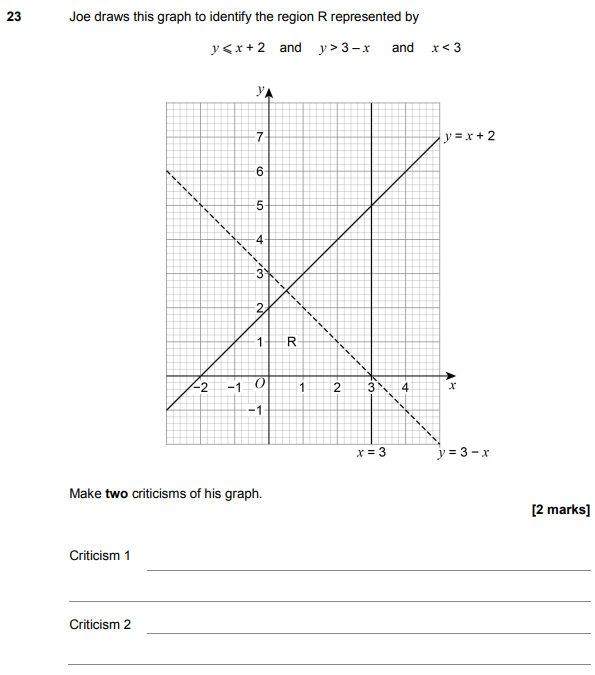 23 Joe draws this graph to identify the region R represented by
y ⩽ x + 2 and y > 3 – x and x < 3
y
7
y = x + 2
6
5
4
3
2
1 R
–2 –1 O 1 2 3 4 x
–1
x = 3 y = 3 – x
Make two criticisms of his graph.
[2 marks]
Criticism 1
Criticism 2